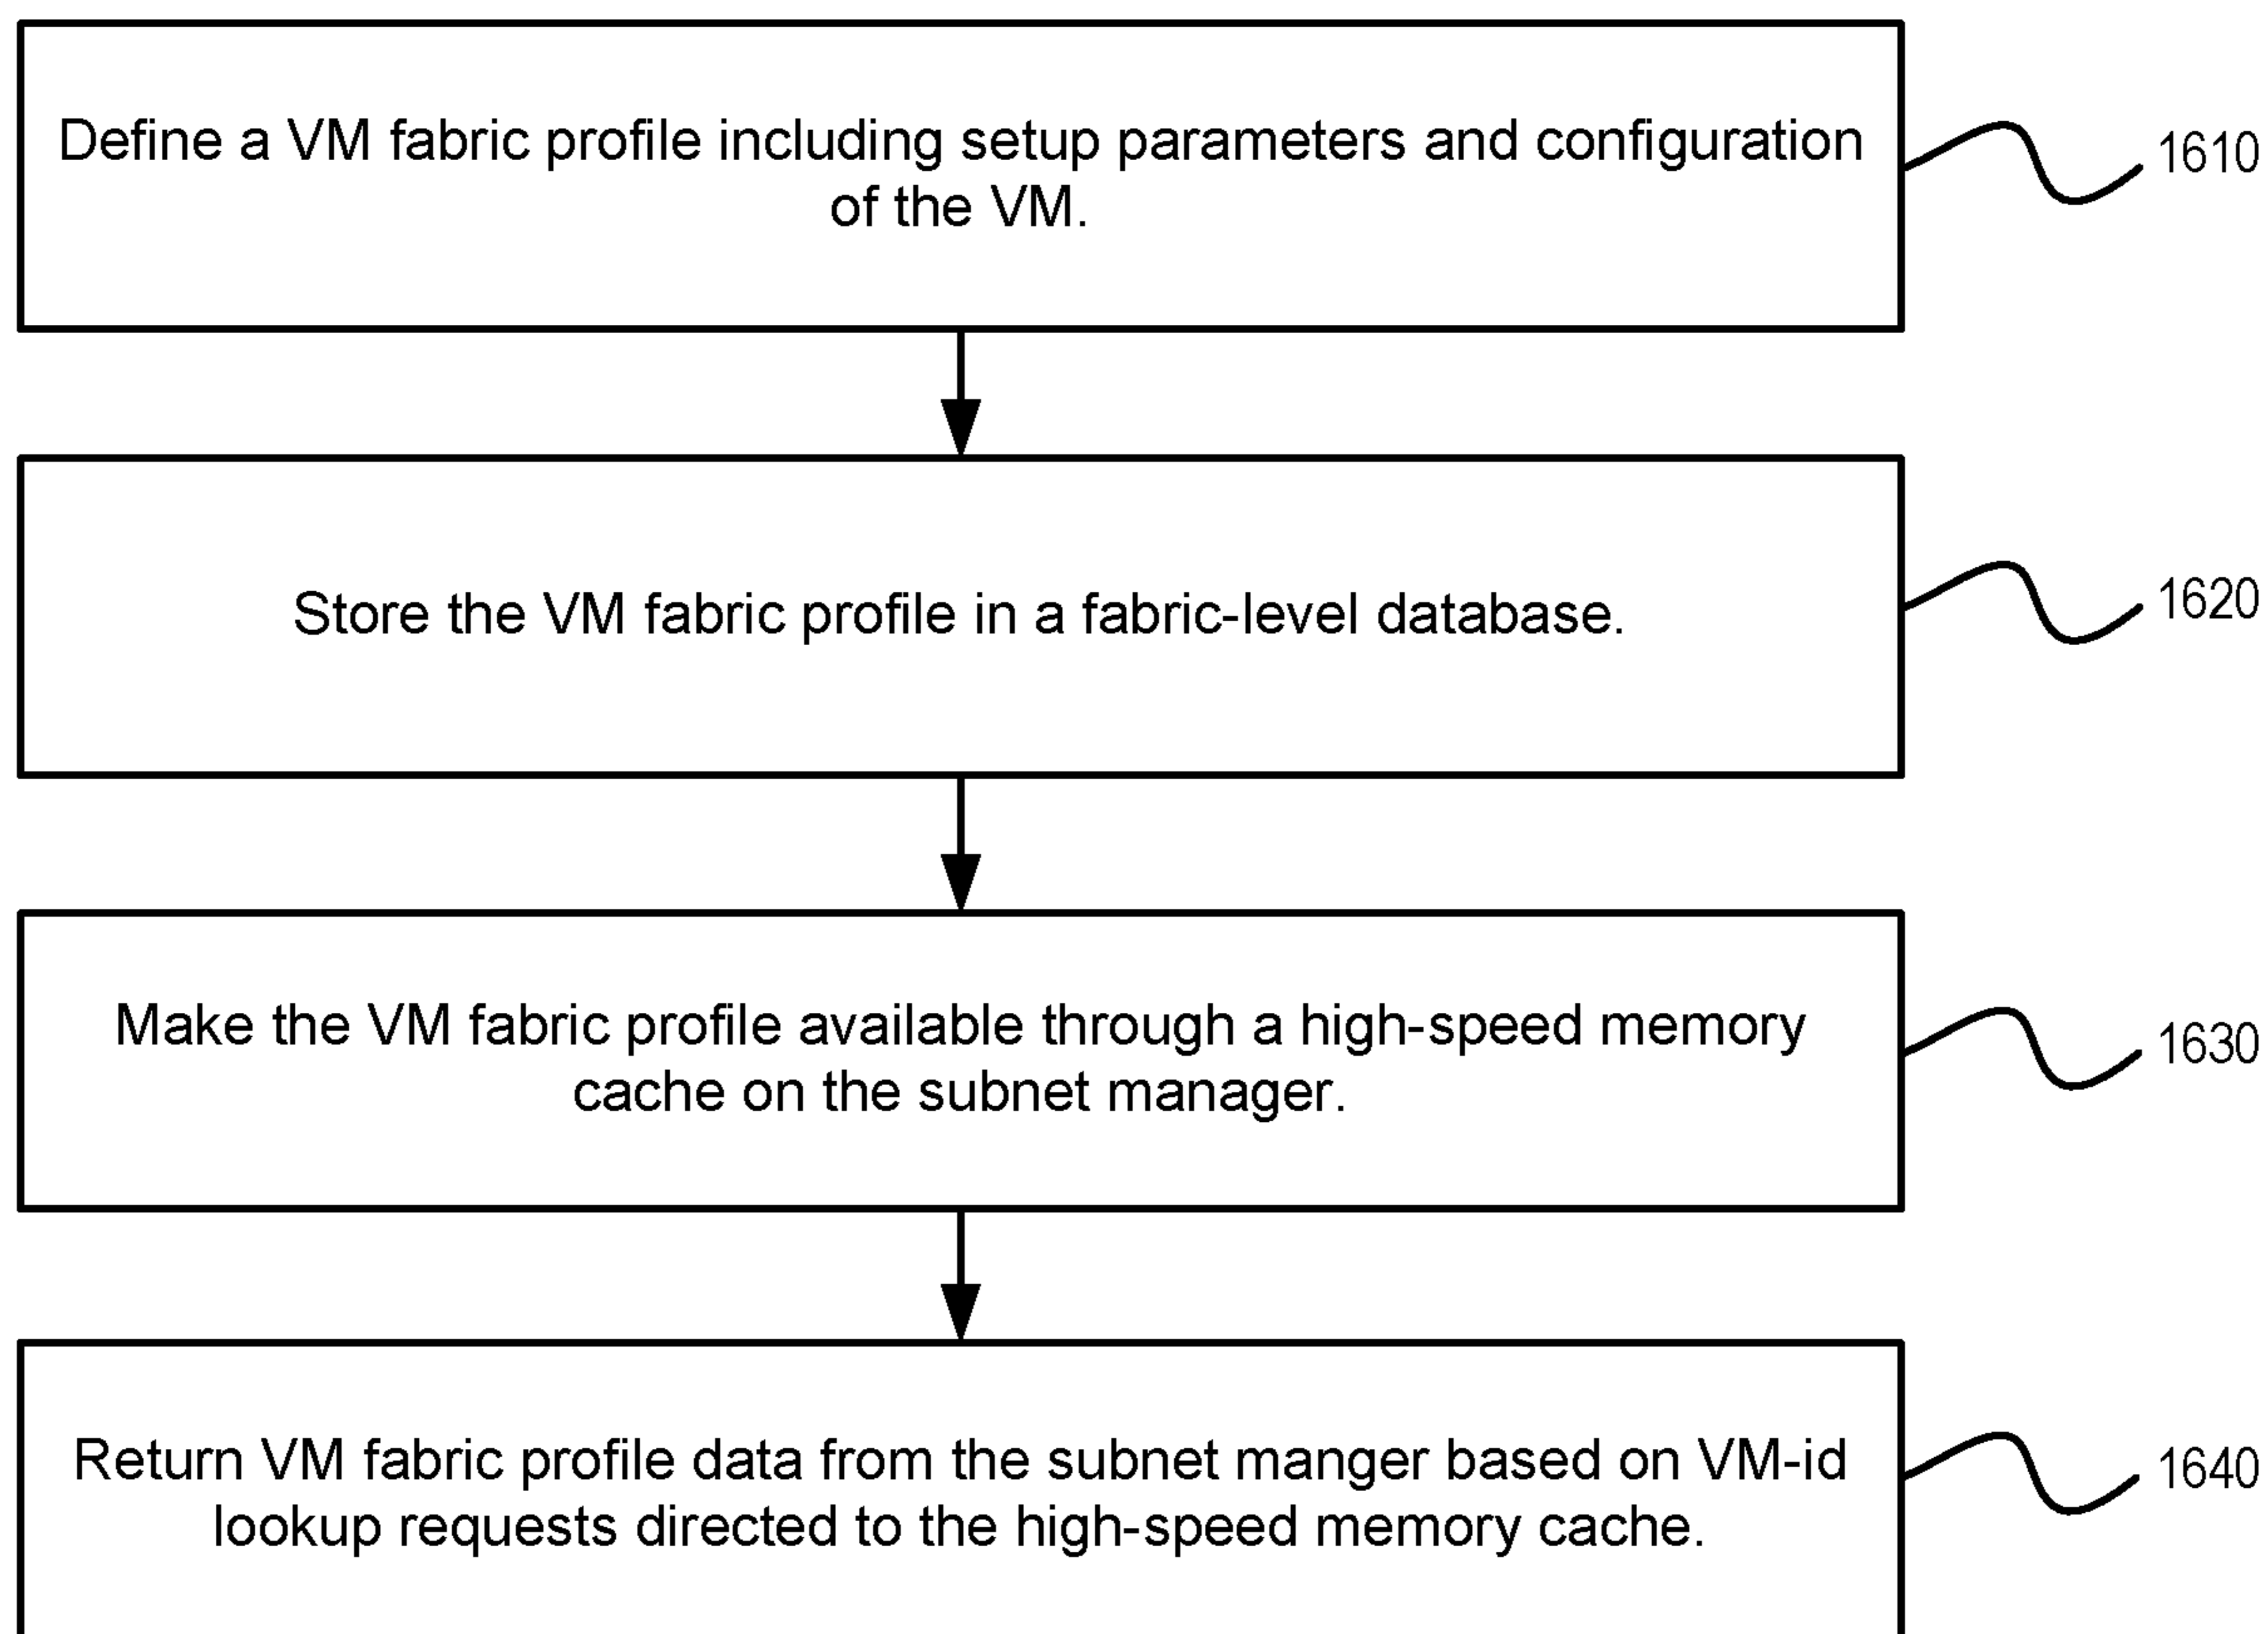 Define a VM fabric profile including setup parameters and configuration
of the VM.
1610
Store the VM fabric profile in a fabric-level database.
1620
Make the VM fabric profile available through a high-speed memory
cache on the subnet manager.
1630
Return VM fabric profile data from the subnet manger based on VM-id
lookup requests directed to the high-speed memory cache.
1640